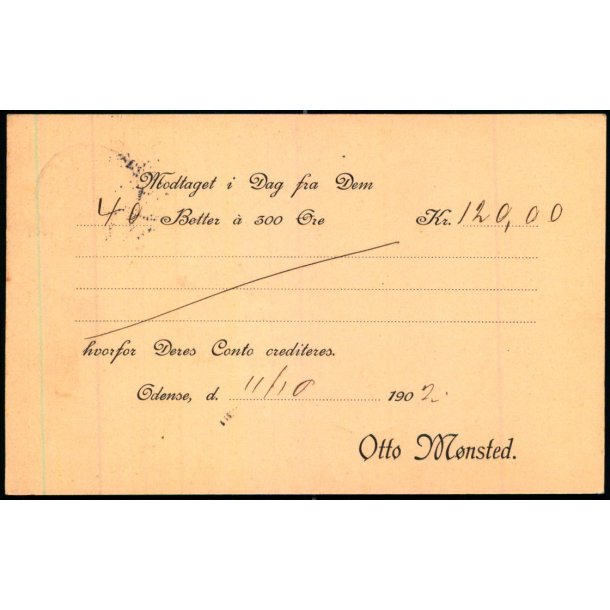 Modtaget i Dag fra Dem
40 Bøtter à 300 Øre Kr. 120,00
hvorfor Deres Conto crediteres.
Odense, d. 11/10 1902.
Otto Mønsted.